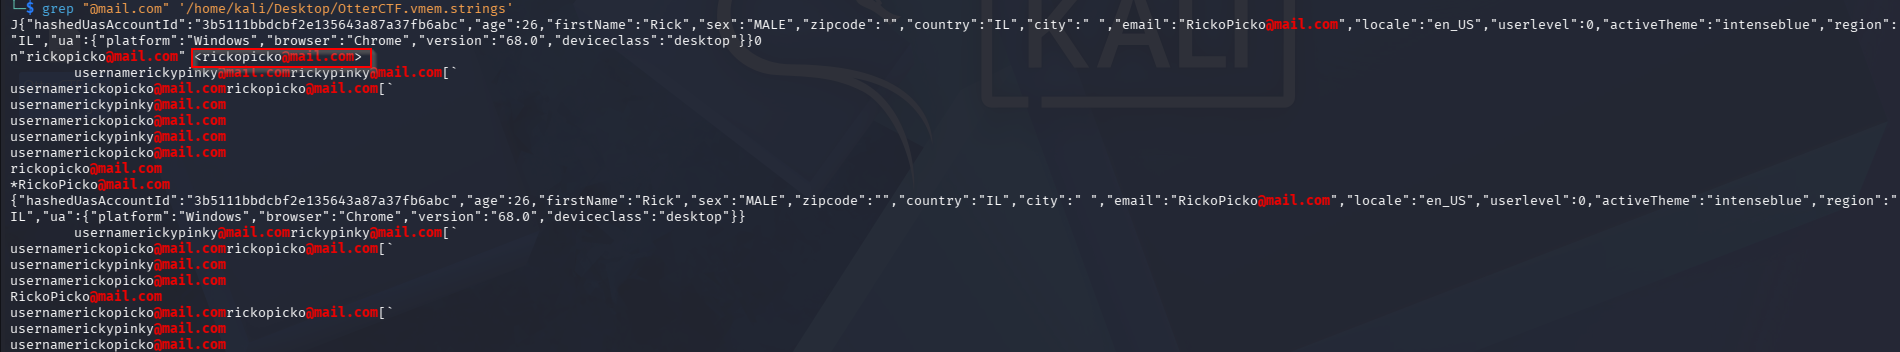 └─$ grep "@mail.com" '/home/kali/Desktop/OtterCTF.vmem.strings'
J{"hashedUasAccountId":"3b5111bbdcbf2e135643a87a37fb6abc","age":26,"firstName":"Rick","sex":"MALE","zipcode":"","country":"IL","city":" ","email":"RickoPicko@mail.com","locale":"en_US","userlevel":0,"activeTheme":"intenseblue","region":
"IL","ua":{"platform":"Windows","browser":"Chrome","version":"68.0","deviceclass":"desktop"}}0
n"rickopicko@mail.com" <rickopicko@mail.com>
usernamerickypinky@mail.comrickypinky@mail.com[`
usernamerickopicko@mail.comrickopicko@mail.com[`
usernamerickypinky@mail.com
usernamerickopicko@mail.com
usernamerickypinky@mail.com
usernamerickopicko@mail.com
rickopicko@mail.com
*RickoPicko@mail.com
{"hashedUasAccountId":"3b5111bbdcbf2e135643a87a37fb6abc","age":26,"firstName":"Rick","sex":"MALE","zipcode":"","country":"IL","city":" ","email":"RickoPicko@mail.com","locale":"en_US","userlevel":0,"activeTheme":"intenseblue","region":"
IL","ua":{"platform":"Windows","browser":"Chrome","version":"68.0","deviceclass":"desktop"}}
usernamerickypinky@mail.comrickypinky@mail.com[`
usernamerickopicko@mail.comrickopicko@mail.com[`
usernamerickypinky@mail.com
usernamerickopicko@mail.com
RickoPicko@mail.com
usernamerickopicko@mail.comrickopicko@mail.com[`
usernamerickypinky@mail.com
usernamerickopicko@mail.com
KALI